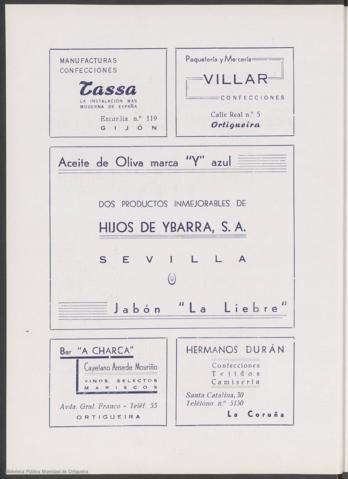 MANUFACTURAS
CONFECCIONES
Tassa
LA INSTALACIÓN MAS
MODERNA DE ESPAÑA
n.º 119
GIJÓN
Paquetería y Mercería
VILLAR
CONFECCIONES
Calle Real n.º 5
Ortigueira
Aceite de Oliva marca "Y" azul
DOS PRODUCTOS INMEJORABLES DE
HIJOS DE YBARRA, S. A.
SEVILLA
Jabón "La Liebre"
Bar "A CHARCA"
Cayetano Ansede Mouriño
VINOS SELECTOS
MARISCOS
Avda. Gral. Franco - Teléf. 55
ORTIGUEIRA
HERMANOS DURÁN
Confecciones
Tejidos
Camisería
Santa Catalina, 30
Teléfono n.º 5150
La Coruña
Biblioteca Pública Municipal de Ortigueira